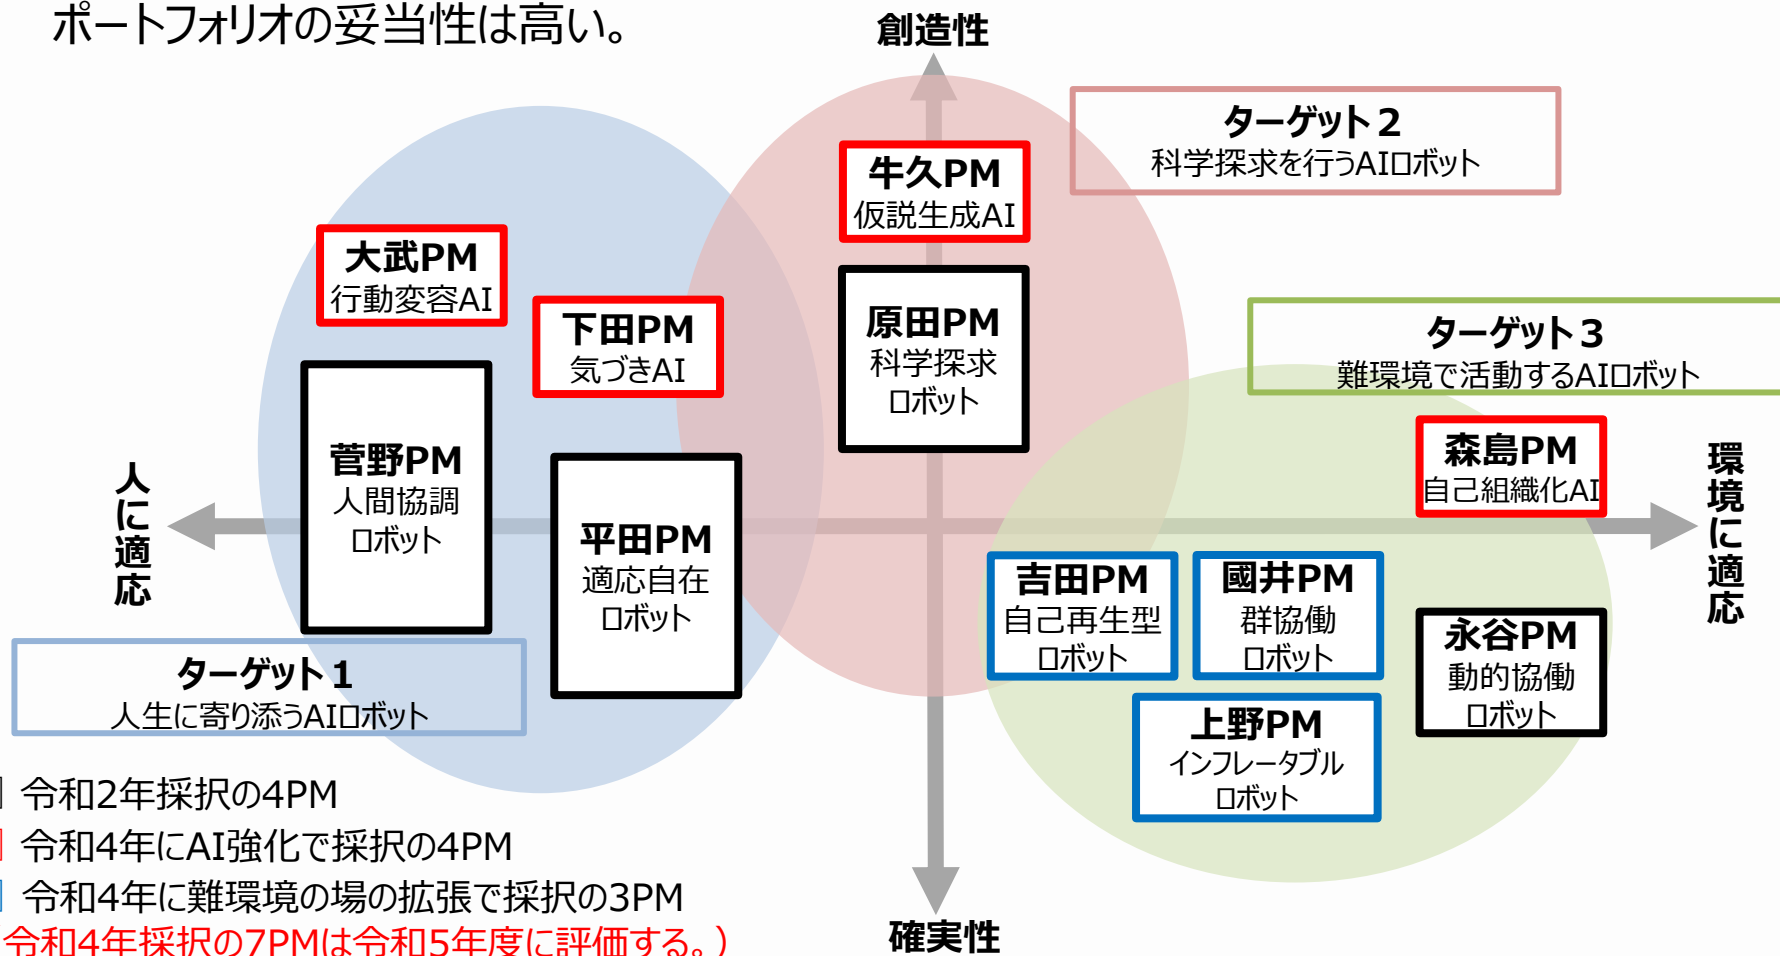 ポートフォリオの妥当性は高い。
創造性
ターゲット２
科学探求を行うAIロボット
牛久PM
仮説生成AI
大武PM
行動変容AI
下田PM
気づきAI
原田PM
科学探求
ロボット
ターゲット３
難環境で活動するAIロボット
菅野PM
人間協調
ロボット
森島PM
自己組織化AI
人に適応
環境に適応
平田PM
適応自在
ロボット
吉田PM
自己再生型
ロボット
國井PM
群協働
ロボット
永谷PM
動的協働
ロボット
ターゲット１
人生に寄り添うAIロボット
上野PM
インフレータブル
ロボット
令和2年採択の4PM
令和4年にAI強化で採択の4PM
令和4年に難環境の場の拡張で採択の3PM
令和4年採択の7PMは令和5年度に評価する。）
確実性